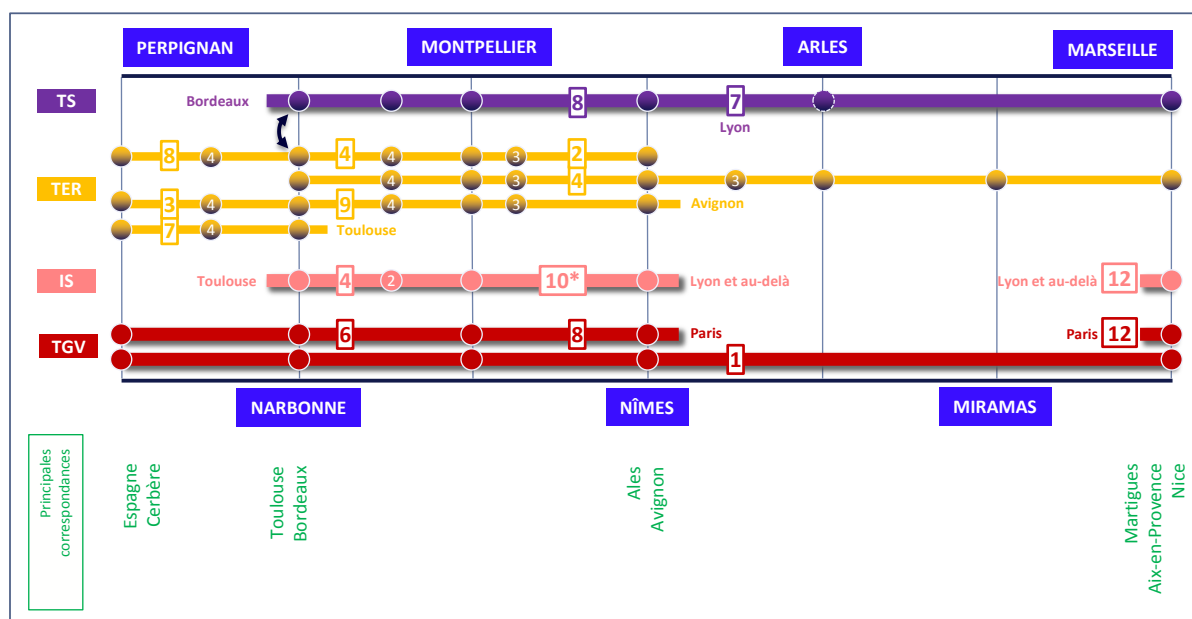 PERPIGNAN
MONTPELLIER
ARLES
MARSEILLE
TS
Bordeaux
8
7
Lyon
TER
8
4
4
4
3
2
4
3
4
3
3
4
9
4
3
Avignon
7
4
Toulouse
IS
Toulouse
4
2
10*
Lyon et au-delà
Lyon et au-delà
12
TGV
6
8
Paris
Paris
12
1
NARBONNE
NÎMES
MIRAMAS
Principales
correspondances
Espagne
Cerbère
Toulouse
Bordeaux
Ales
Avignon
Martigues
Aix-en-Provence
Nice